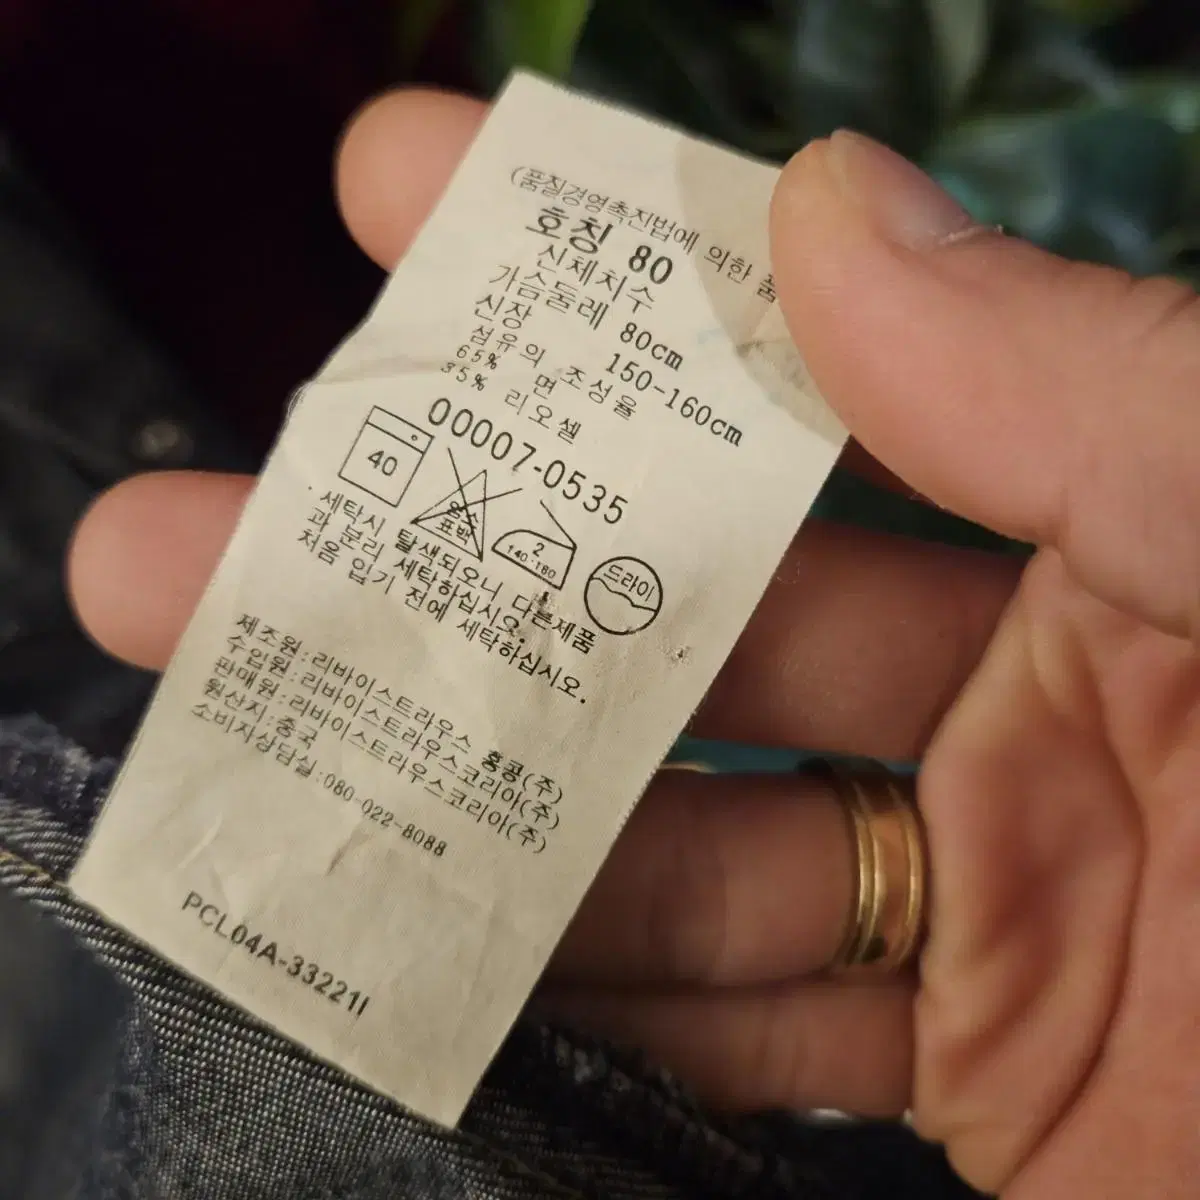 (품질경영촉진법에 의한 품
호칭 80
신체치수
가슴둘레 80cm
신장 150-160cm
섬유의 조성율
65% 면
35% 리오셀
00007-0535
40
염소
표백
2
140·180
드라이
세탁시 탈색되오니 다른제품
과 분리 세탁하십시오.
처음 입기 전에 세탁하십시오.
제조원:리바이스트라우스 홍콩(주)
수입원:리바이스트라우스코리아(주)
판매원:리바이스트라우스코리아(주)
원산지:중국
소비자상담실:080-022-8088
PCL04A-33221I